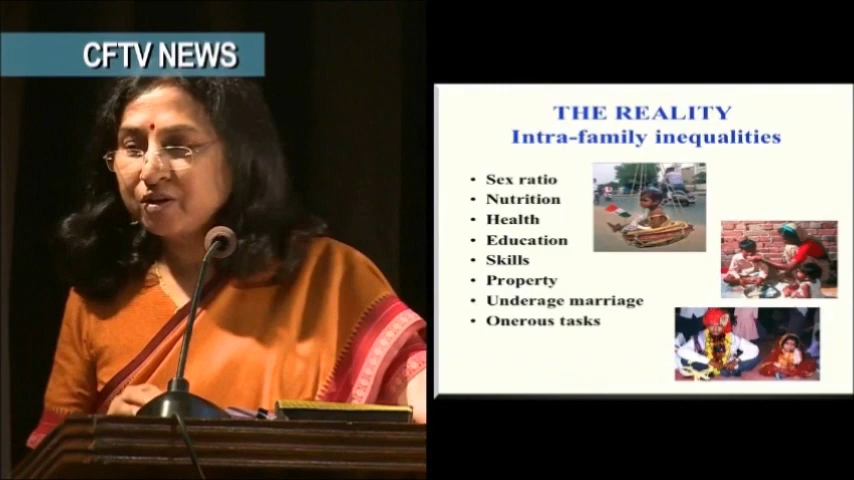 CFTV NEWS
THE REALITY
Intra-family inequalities
• Sex ratio
• Nutrition
• Health
• Education
• Skills
• Property
• Underage marriage
• Onerous tasks